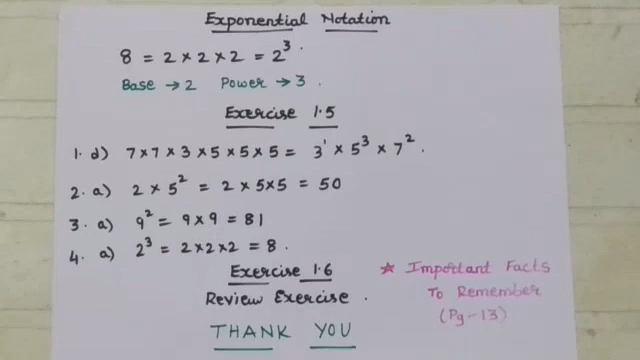 Exponential Notation
8 = 2 × 2 × 2 = 2³
Base → 2 Power → 3
Exercise 1.5
1. d) 7 × 7 × 3 × 5 × 5 × 5 = 3¹ × 5³ × 7².
2. a) 2 × 5² = 2 × 5 × 5 = 50
3. a) 9² = 9 × 9 = 81
4. a) 2³ = 2 × 2 × 2 = 8.
Exercise 1.6
Review Exercise.
★ Important Facts
To Remember
(Pg - 13)
THANK YOU